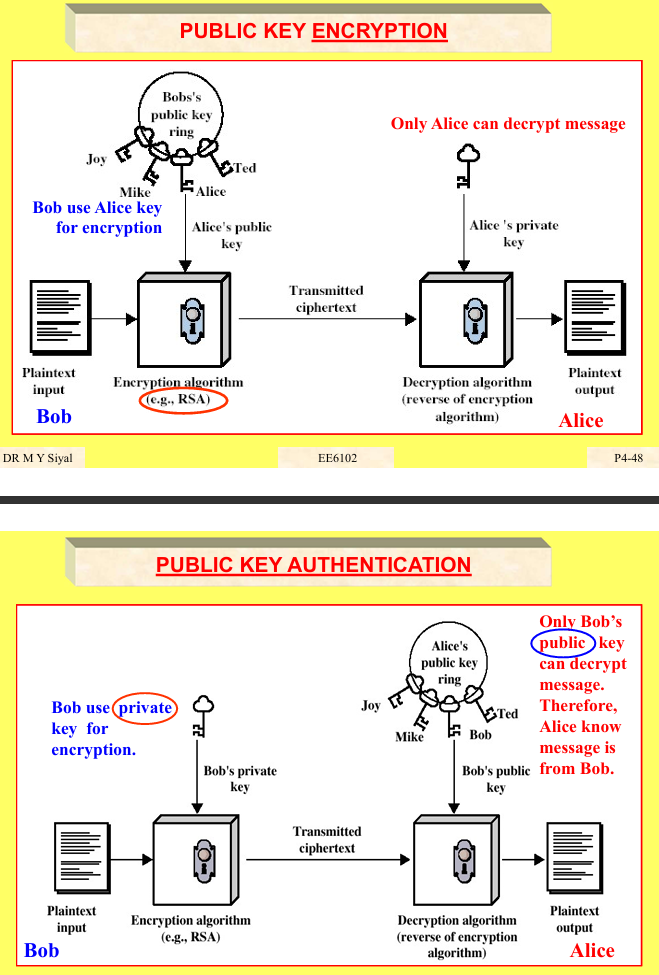 PUBLIC KEY ENCRYPTION
Bobs's
public key
ring
Joy
Mike
Alice
Ted
Only Alice can decrypt message
Bob use Alice key
for encryption
Alice's public
key
Alice 's private
key
Transmitted
ciphertext
Plaintext
input
Encryption algorithm
(e.g., RSA)
Decryption algorithm
(reverse of encryption
algorithm)
Plaintext
output
Bob
Alice
DR M Y Siyal
EE6102
P4-48
PUBLIC KEY AUTHENTICATION
Only Bob's
public key
can decrypt
message.
Therefore,
Alice know
message is
from Bob.
Alice's
public key
ring
Joy
Mike
Bob
Ted
Bob use private
key for
encryption.
Bob's private
key
Bob's public
key
Transmitted
ciphertext
Plaintext
input
Encryption algorithm
(e.g., RSA)
Decryption algorithm
(reverse of encryption
algorithm)
Plaintext
output
Bob
Alice